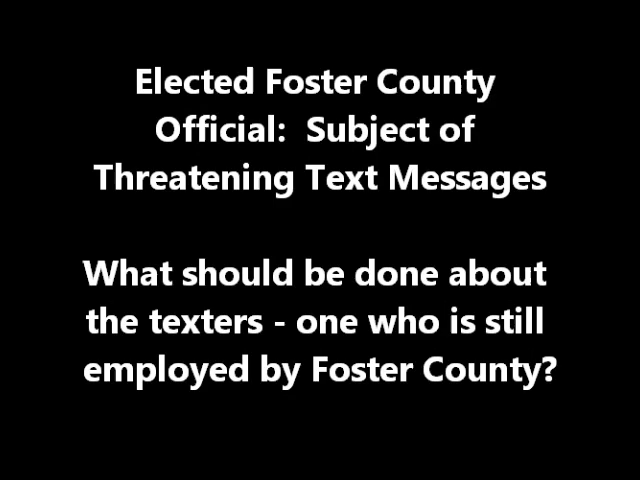 Elected Foster County
Official:  Subject of
Threatening Text Messages
What should be done about
the texters - one who is still
employed by Foster County?